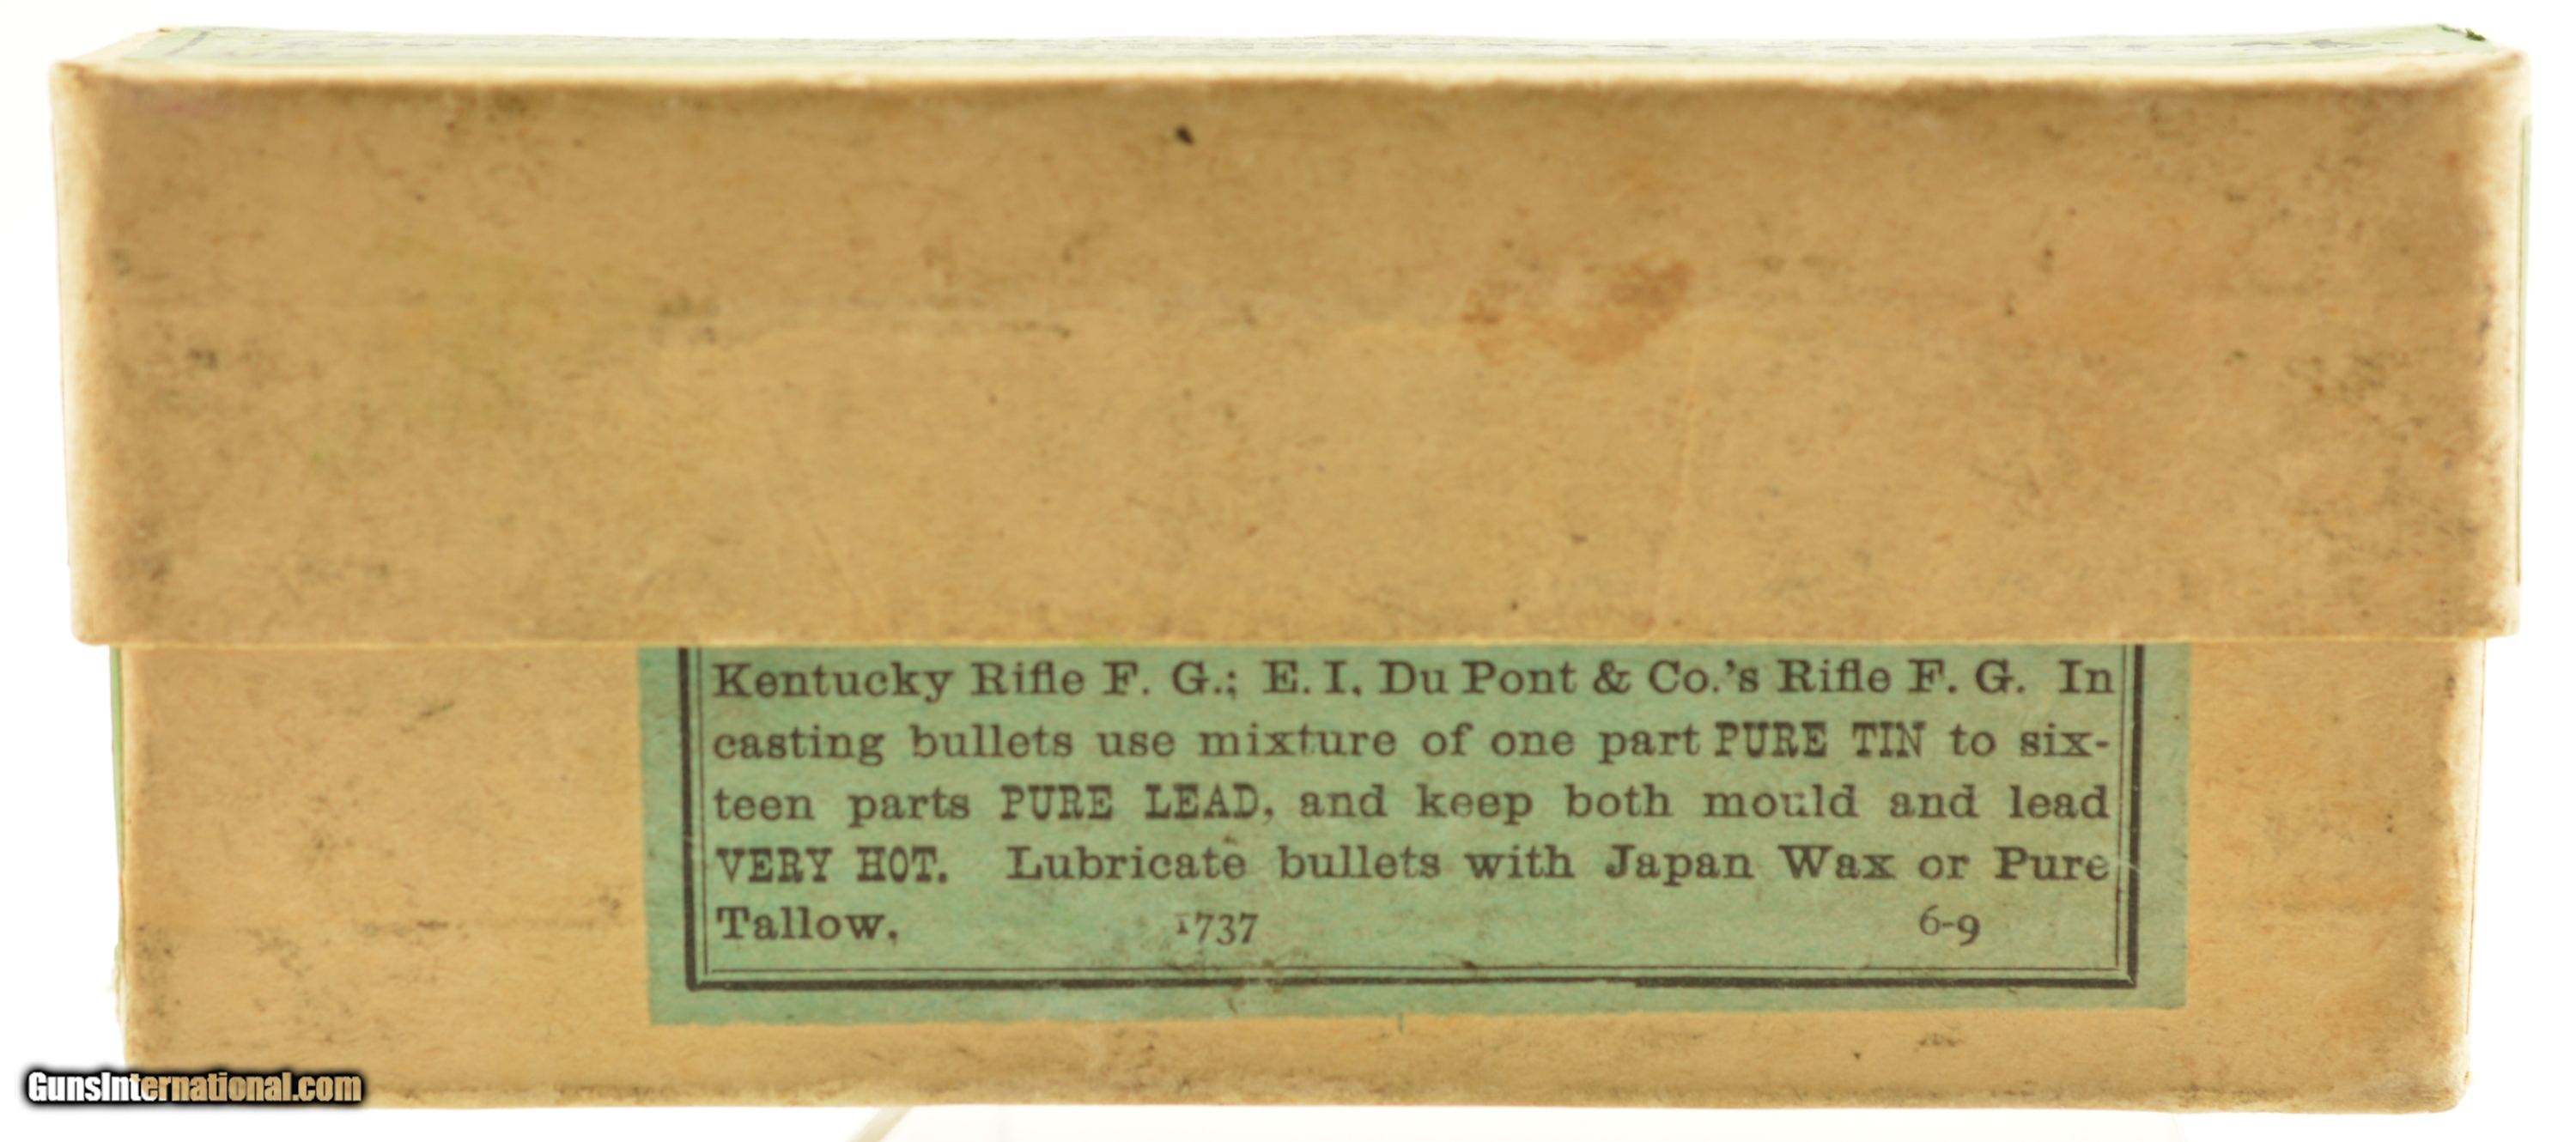 Kentucky Rifle F. G.; E. I. Du Pont & Co.'s Rifle F. G. In
casting bullets use mixture of one part PURE TIN to six-
teen parts PURE LEAD, and keep both mould and lead
VERY HOT. Lubricate bullets with Japan Wax or Pure
Tallow. 1737 6-9
GunsInternational.com